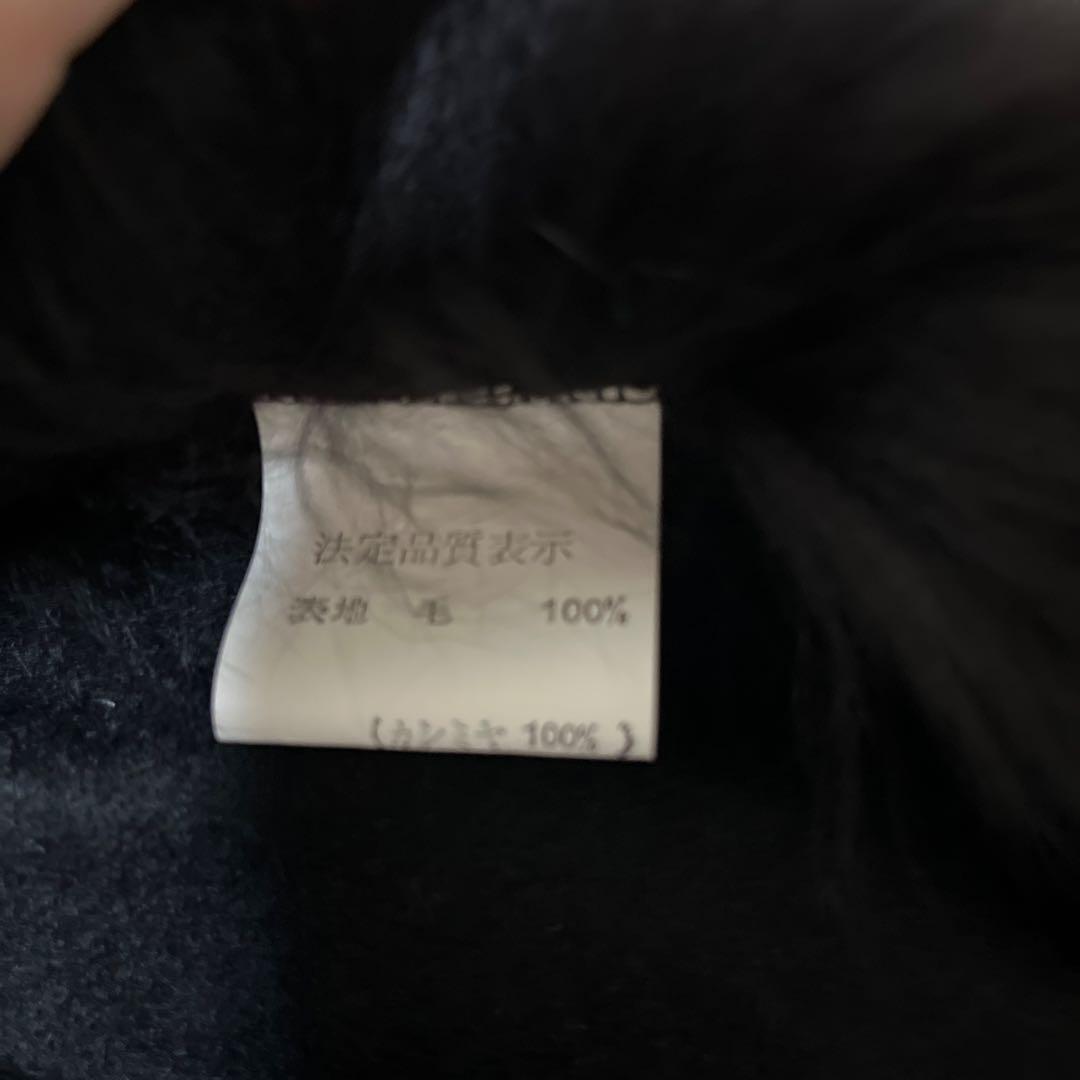 法定品質表示
表地 毛 100%
(カシミヤ 100%)